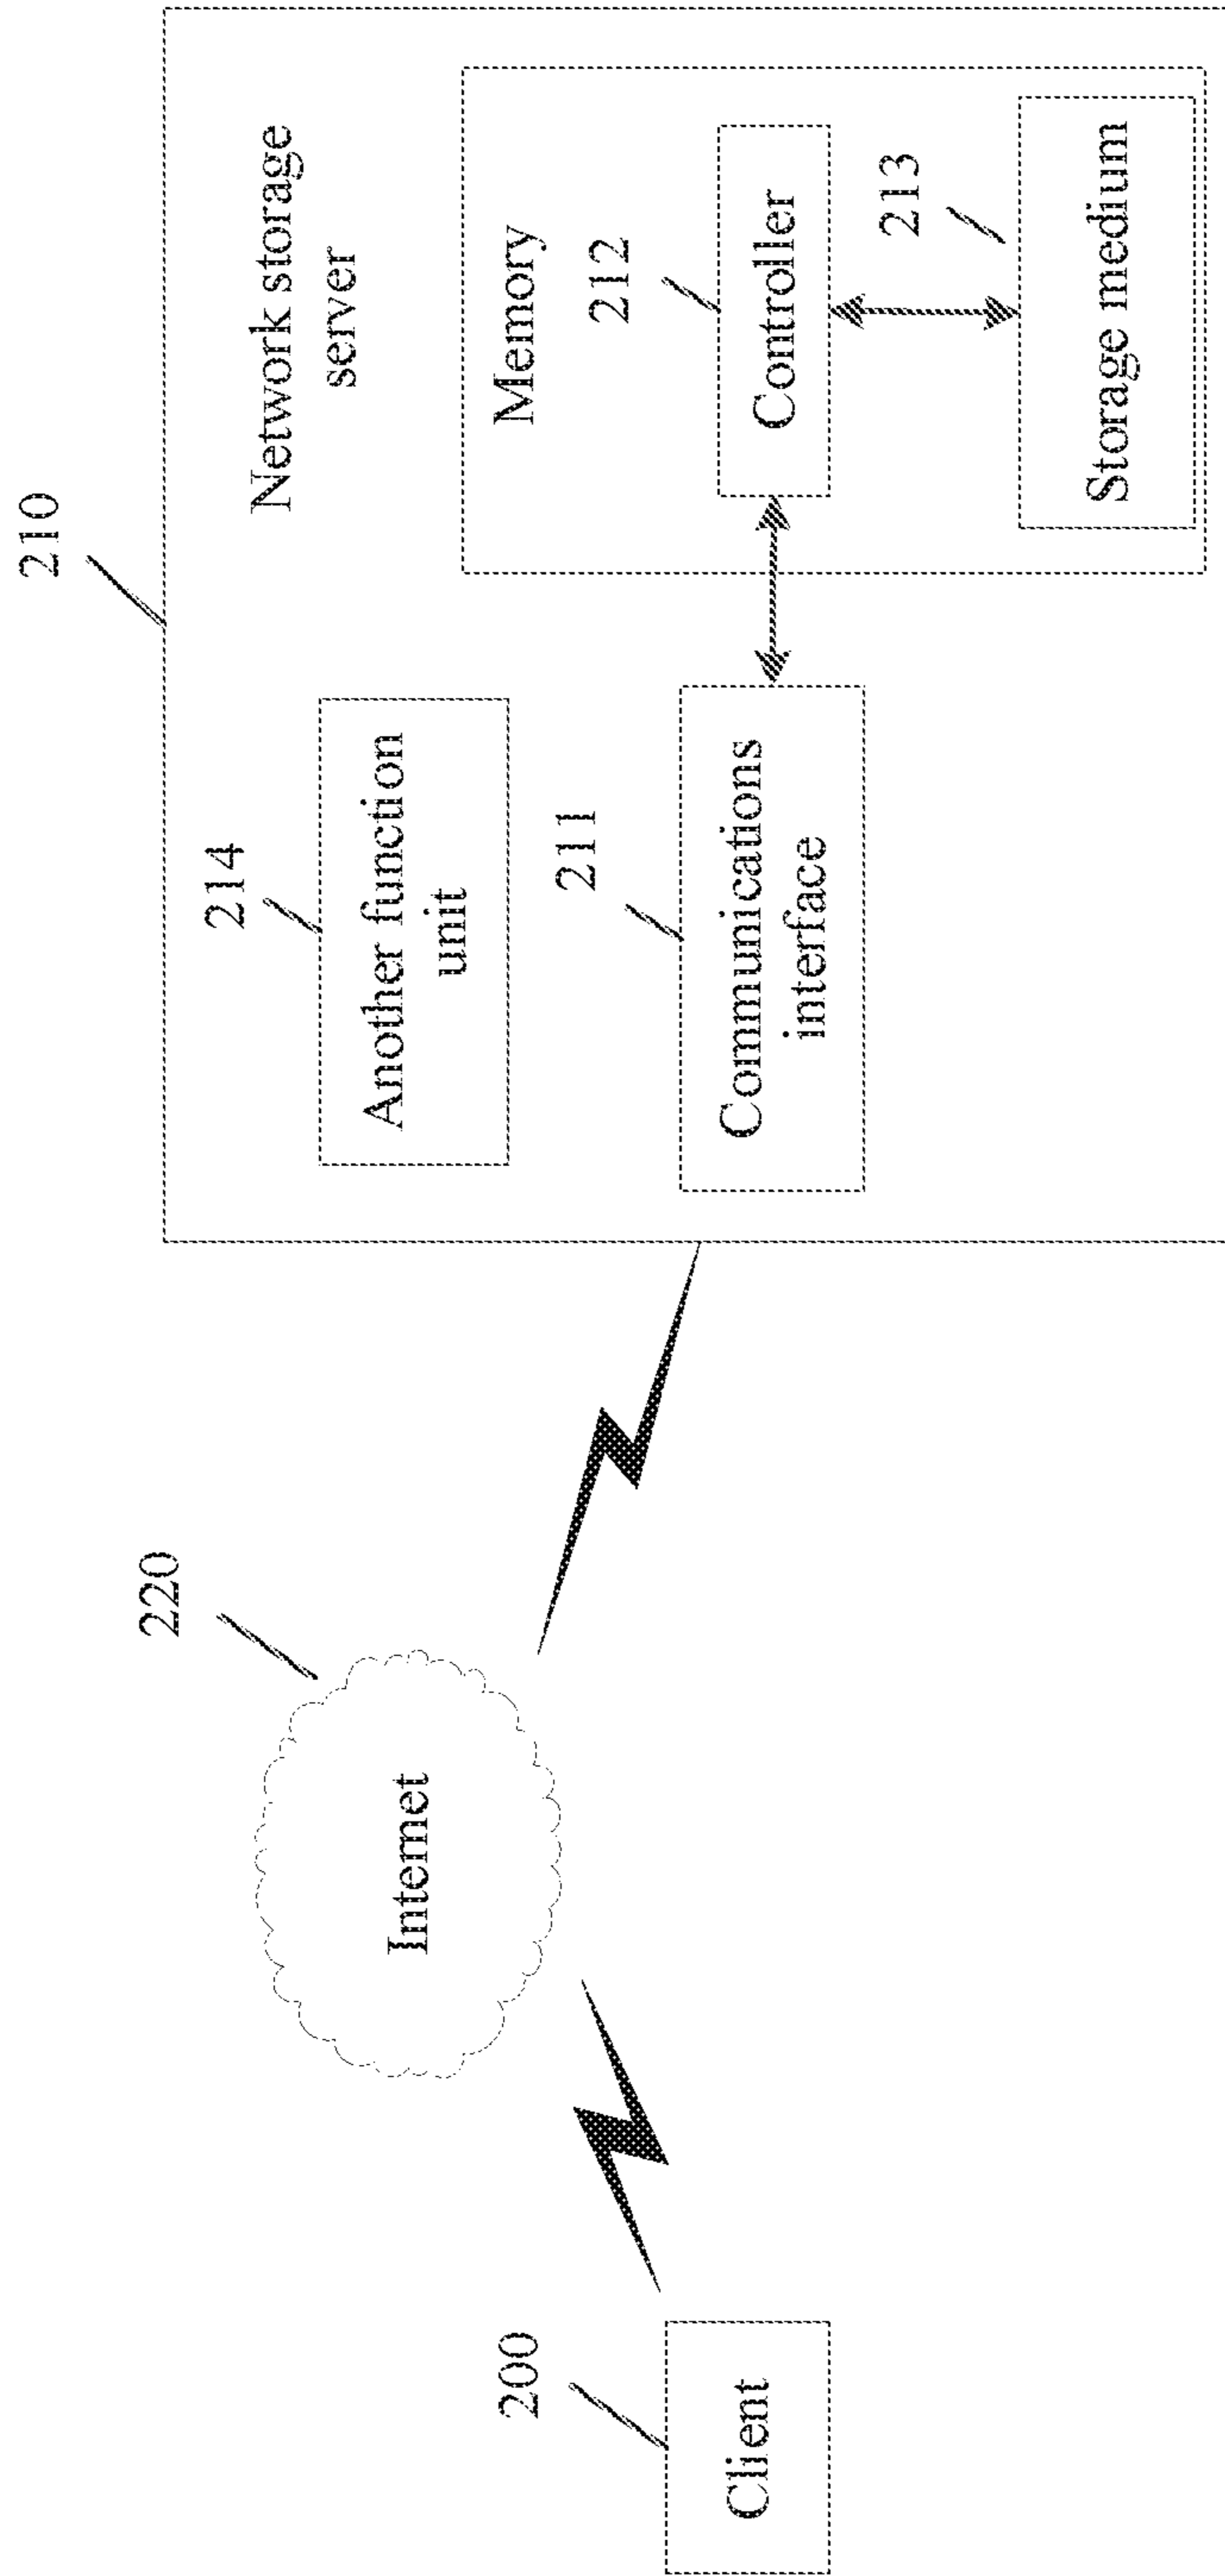 210
Network storage
server
214
Another function
unit
Memory
212
Controller
211
Communications
interface
213
Storage medium
220
Internet
200
Client